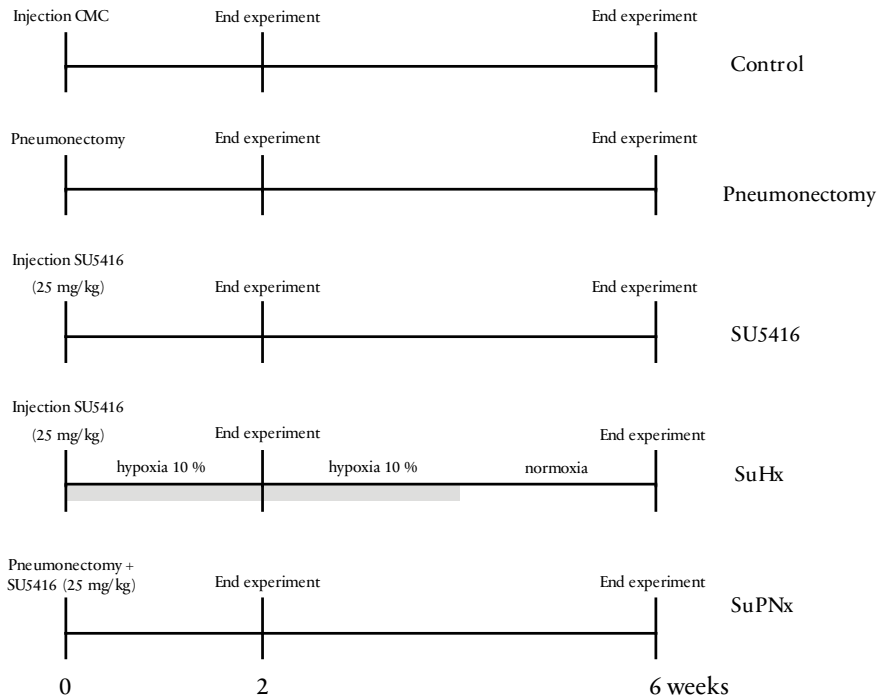 Injection CMC
End experiment
End experiment
Control
Pneumonectomy
End experiment
End experiment
Pneumonectomy
Injection SU5416
(25 mg/kg)
End experiment
End experiment
SU5416
Injection SU5416
(25 mg/kg)
End experiment
End experiment
hypoxia 10 %
hypoxia 10 %
normoxia
SuHx
Pneumonectomy +
SU5416 (25 mg/kg)
End experiment
End experiment
SuPNx
0
2
6 weeks